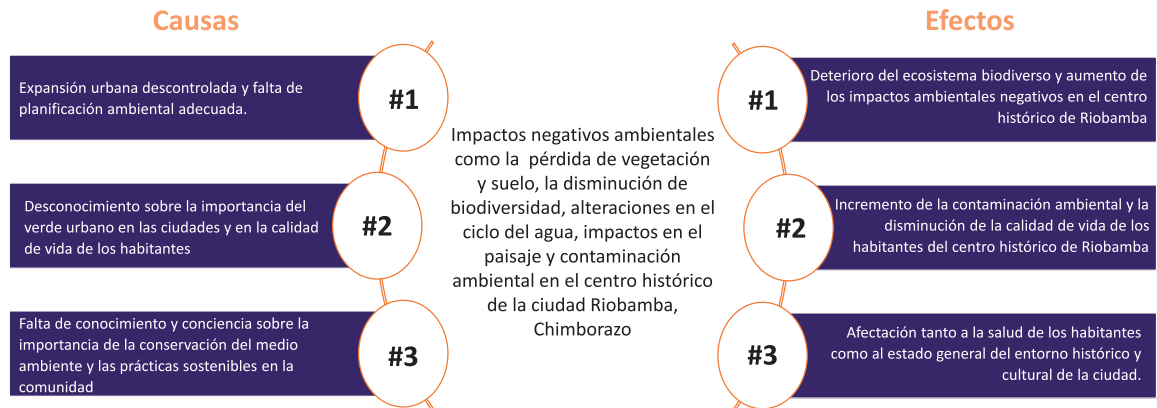 Causas
Expansión urbana descontrolada y falta de
planificación ambiental adecuada.
#1
Desconocimiento sobre la importancia del
verde urbano en las ciudades y en la calidad
de vida de los habitantes
#2
Falta de conocimiento y conciencia sobre la
importancia de la conservación del medio
ambiente y las prácticas sostenibles en la
comunidad
#3
Impactos negativos ambientales
como la pérdida de vegetación
y suelo, la disminución de
biodiversidad, alteraciones en el
ciclo del agua, impactos en el
paisaje y contaminación
ambiental en el centro histórico
de la ciudad Riobamba,
Chimborazo
Efectos
#1
Deterioro del ecosistema biodiverso y aumento de
los impactos ambientales negativos en el centro
histórico de Riobamba
#2
Incremento de la contaminación ambiental y la
disminución de la calidad de vida de los
habitantes del centro histórico de Riobamba
#3
Afectación tanto a la salud de los habitantes
como al estado general del entorno histórico y
cultural de la ciudad.